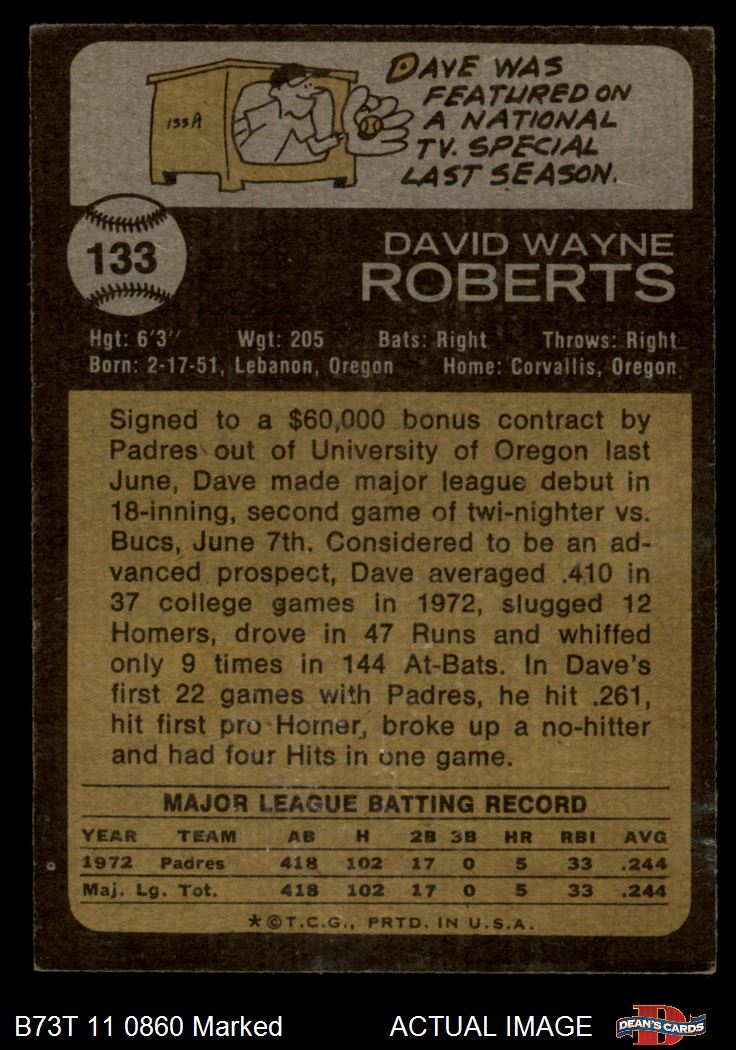 DAVE WAS
FEATURED ON
A NATIONAL
TV. SPECIAL
LAST SEASON.
133A
133
DAVID WAYNE
ROBERTS
Hgt: 6'3" Wgt: 205 Bats: Right Throws: Right
Born: 2-17-51, Lebanon, Oregon Home: Corvallis, Oregon
Signed to a $60,000 bonus contract by
Padres out of University of Oregon last
June, Dave made major league debut in
18-inning, second game of twi-nighter vs.
Bucs, June 7th. Considered to be an ad-
vanced prospect, Dave averaged .410 in
37 college games in 1972, slugged 12
Homers, drove in 47 Runs and whiffed
only 9 times in 144 At-Bats. In Dave's
first 22 games with Padres, he hit .261,
hit first pro Homer, broke up a no-hitter
and had four Hits in one game.
MAJOR LEAGUE BATTING RECORD
YEAR TEAM AB H 2B 3B HR RBI AVG
1972 Padres 418 102 17 0 5 33 .244
Maj. Lg. Tot. 418 102 17 0 5 33 .244
*©T.C.G., PRTD. IN U.S.A.
B73T 11 0860 Marked ACTUAL IMAGE
DEAN'S CARDS